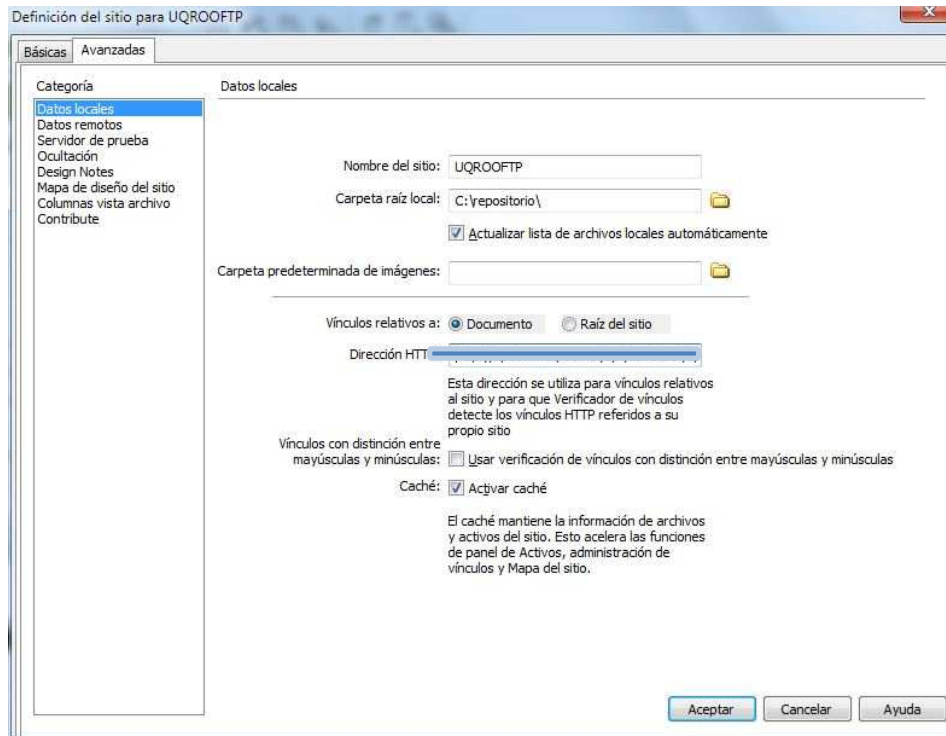 Definición del sitio para UQROOFTP
Básicas
Avanzadas
Categoría
Datos locales
Datos remotos
Servidor de prueba
Ocultación
Design Notes
Mapa de diseño del sitio
Columnas vista archivo
Contribute
Datos locales
Nombre del sitio: UQROOFTP
Carpeta raíz local: C:\repositorio\
Actualizar lista de archivos locales automáticamente
Carpeta predeterminada de imágenes:
Vínculos relativos a: Documento Raíz del sitio
Dirección HTT
Esta dirección se utiliza para vínculos relativos
al sitio y para que Verificador de vínculos
detecte los vínculos HTTP referidos a su
propio sitio
Vínculos con distinción entre
mayúsculas y minúsculas: Usar verificación de vínculos con distinción entre mayúsculas y minúsculas
Caché: Activar caché
El caché mantiene la información de archivos
y activos del sitio. Esto acelera las funciones
de panel de Activos, administración de
vínculos y Mapa del sitio.
Aceptar
Cancelar
Ayuda